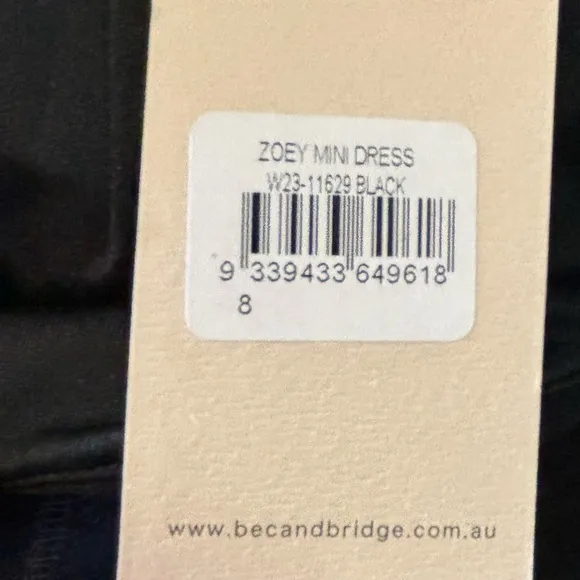 ZOEY MINI DRESS
W23-11629 BLACK
9 339433 649618
8
www.becandbridge.com.au